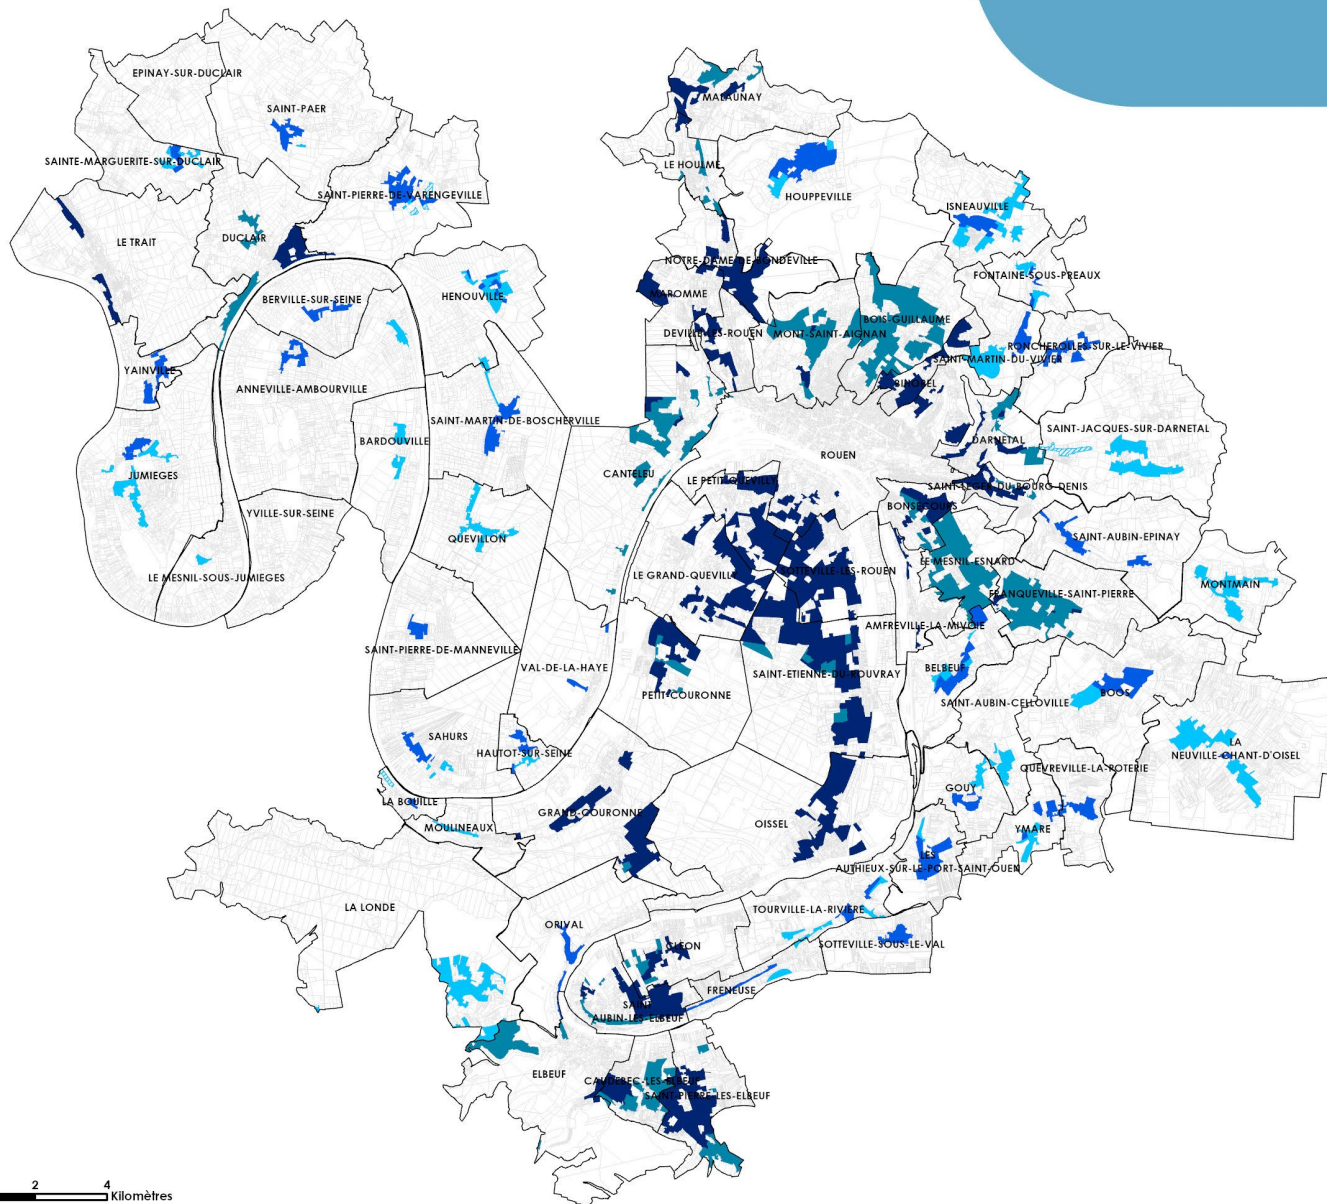 EPINAY-SUR-DUCLAIR
SAINT-PAER
MALAUNAY
SAINTE-MARGUERITE-SUR-DUCLAIR
LE HOULME
SAINT-PIERRE-DE-VARENGEVILLE
HOUPPEVILLE
ISNEAUVILLE
LE TRAIT
DUCLAIR
NOTRE-DAME-DE-BONDEVILLE
FONTAINE-SOUS-PREAUX
BERVILLE-SUR-SEINE
HENOUVILLE
MAROMME
DEVILLE-LES-ROUEN
MONT-SAINT-AIGNAN
BOIS-GUILLAUME
RONCHEROLLES-SUR-LE-VIVIER
SAINT-MARTIN-DU-VIVIER
YAINVILLE
ANNEVILLE-AMBOURVILLE
BIHOREL
SAINT-MARTIN-DE-BOSCHERVILLE
SAINT-JACQUES-SUR-DARNETAL
BARDOUVILLE
DARNETAL
ROUEN
JUMIEGES
CANTELEU
LE PETIT-QUEVILLY
SAINT-LEGER-DU-BOURG-DENIS
BONSECOURS
YVILLE-SUR-SEINE
QUEVILLON
SAINT-AUBIN-EPINAY
LE MESNIL-ESNARD
LE MESNIL-SOUS-JUMIEGES
LE GRAND-QUEVILLY
SOTTEVILLE-LES-ROUEN
MONTMAIN
FRANQUEVILLE-SAINT-PIERRE
AMFREVILLE-LA-MIVOIE
SAINT-PIERRE-DE-MANNEVILLE
VAL-DE-LA-HAYE
SAINT-ETIENNE-DU-ROUVRAY
BELBEUF
PETIT-COURONNE
SAINT-AUBIN-CELLOVILLE
BOOS
SAHURS
HAUTOT-SUR-SEINE
LA
NEUVILLE-CHANT-D'OISEL
QUEVREVILLE-LA-POTERIE
GOUY
LA BOUILLE
GRAND-COURONNE
MOULINEAUX
OISSEL
YMARE
LES
AUTHIEUX-SUR-LE-PORT-SAINT-OUEN
LA LONDE
TOURVILLE-LA-RIVIERE
ORIVAL
CLEON
SOTTEVILLE-SOUS-LE-VAL
FRENEUSE
SAINT
AUBIN-LES-ELBEUF
ELBEUF
CAUDEBEC-LES-ELBEUF
SAINT-PIERRE-LES-ELBEUF
2 4
Kilomètres